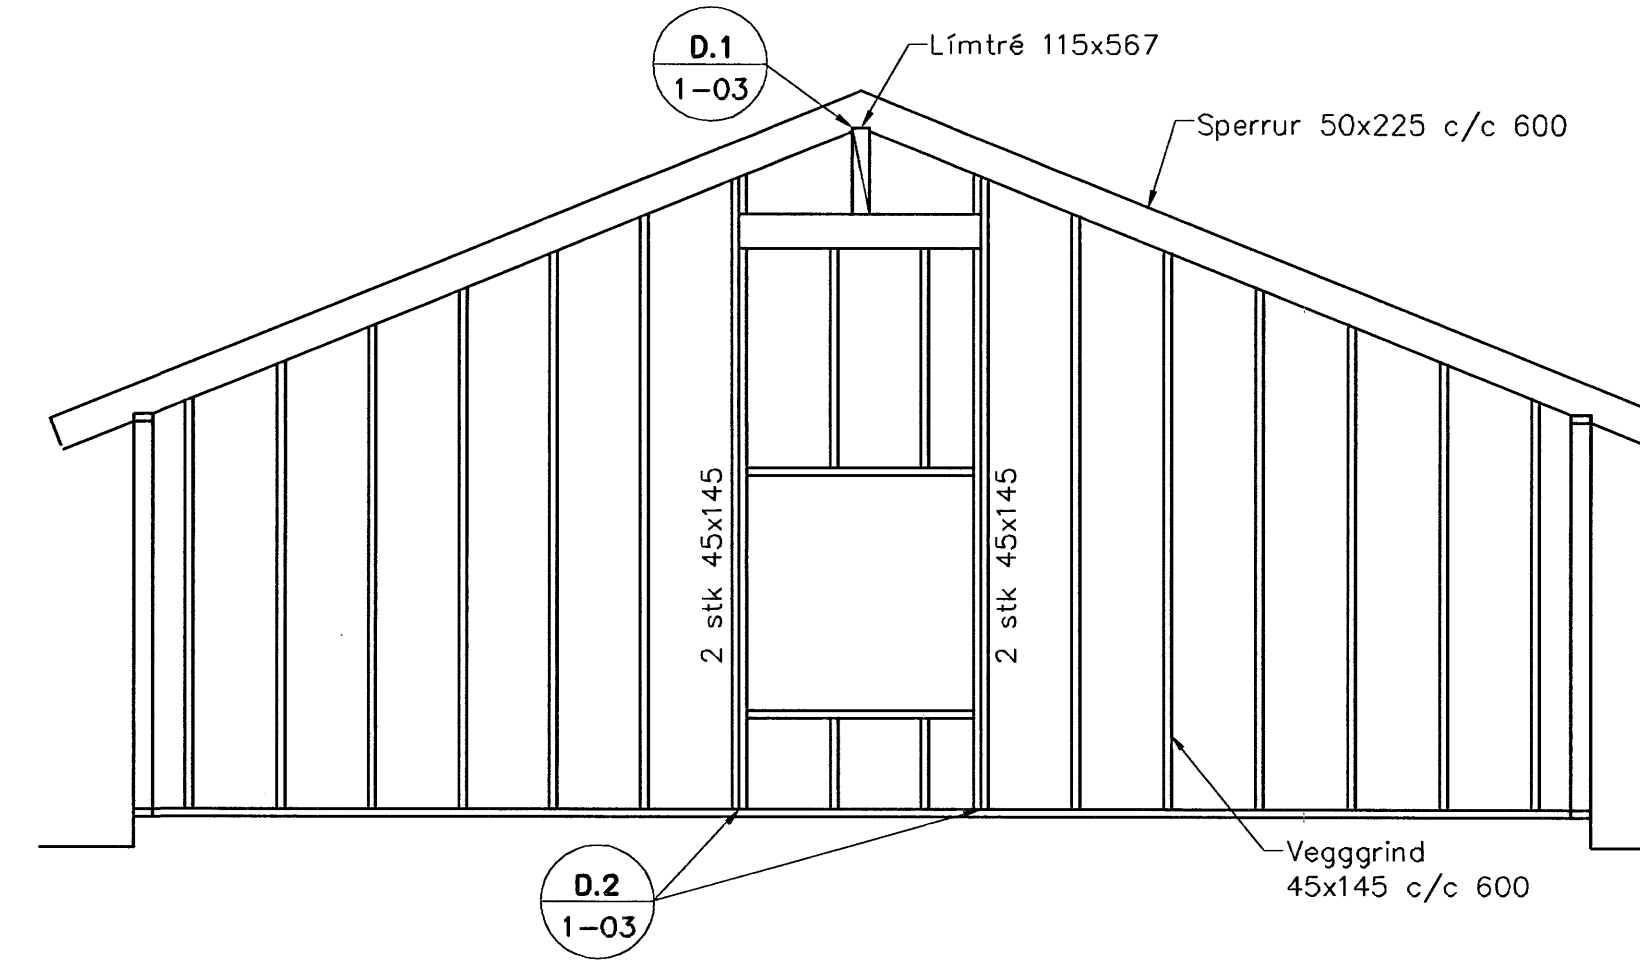 D.1
1-03
Límtré 115x567
Sperrur 50x225 c/c 600
2 stk 45x145
2 stk 45x145
Vegggrind
45x145 c/c 600
D.2
1-03